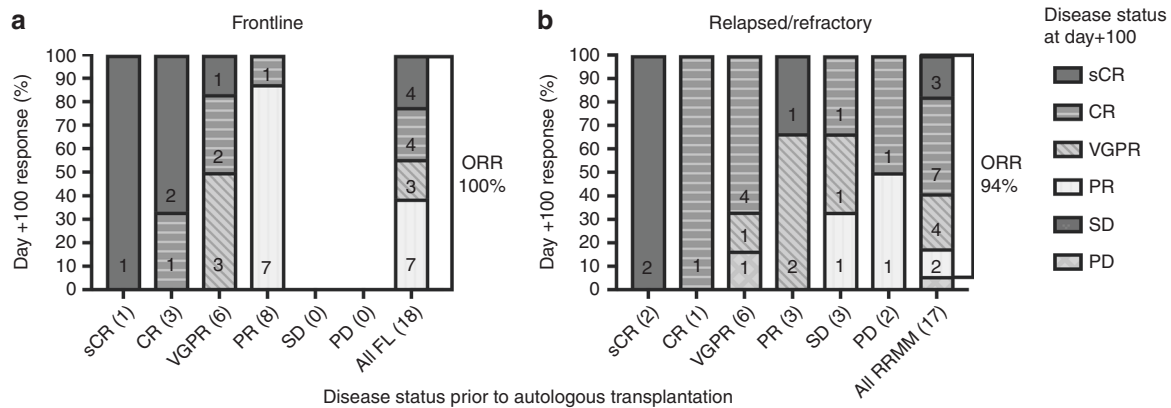 a
Frontline
Day +100 response (%)
100
90
80
70
60
50
40
30
20
10
0
1
2
1
1
2
3
1
7
4
4
3
7
ORR
100%
sCR (1)
CR (3)
VGPR (6)
PR (8)
SD (0)
PD (0)
All FL (18)
b
Relapsed/refractory
Day +100 response (%)
100
90
80
70
60
50
40
30
20
10
0
2
1
4
1
1
1
2
1
1
1
1
1
3
7
4
2
ORR
94%
sCR (2)
CR (1)
VGPR (6)
PR (3)
SD (3)
PD (2)
All RRMM (17)
Disease status prior to autologous transplantation
Disease status
at day+100
sCR
CR
VGPR
PR
SD
PD